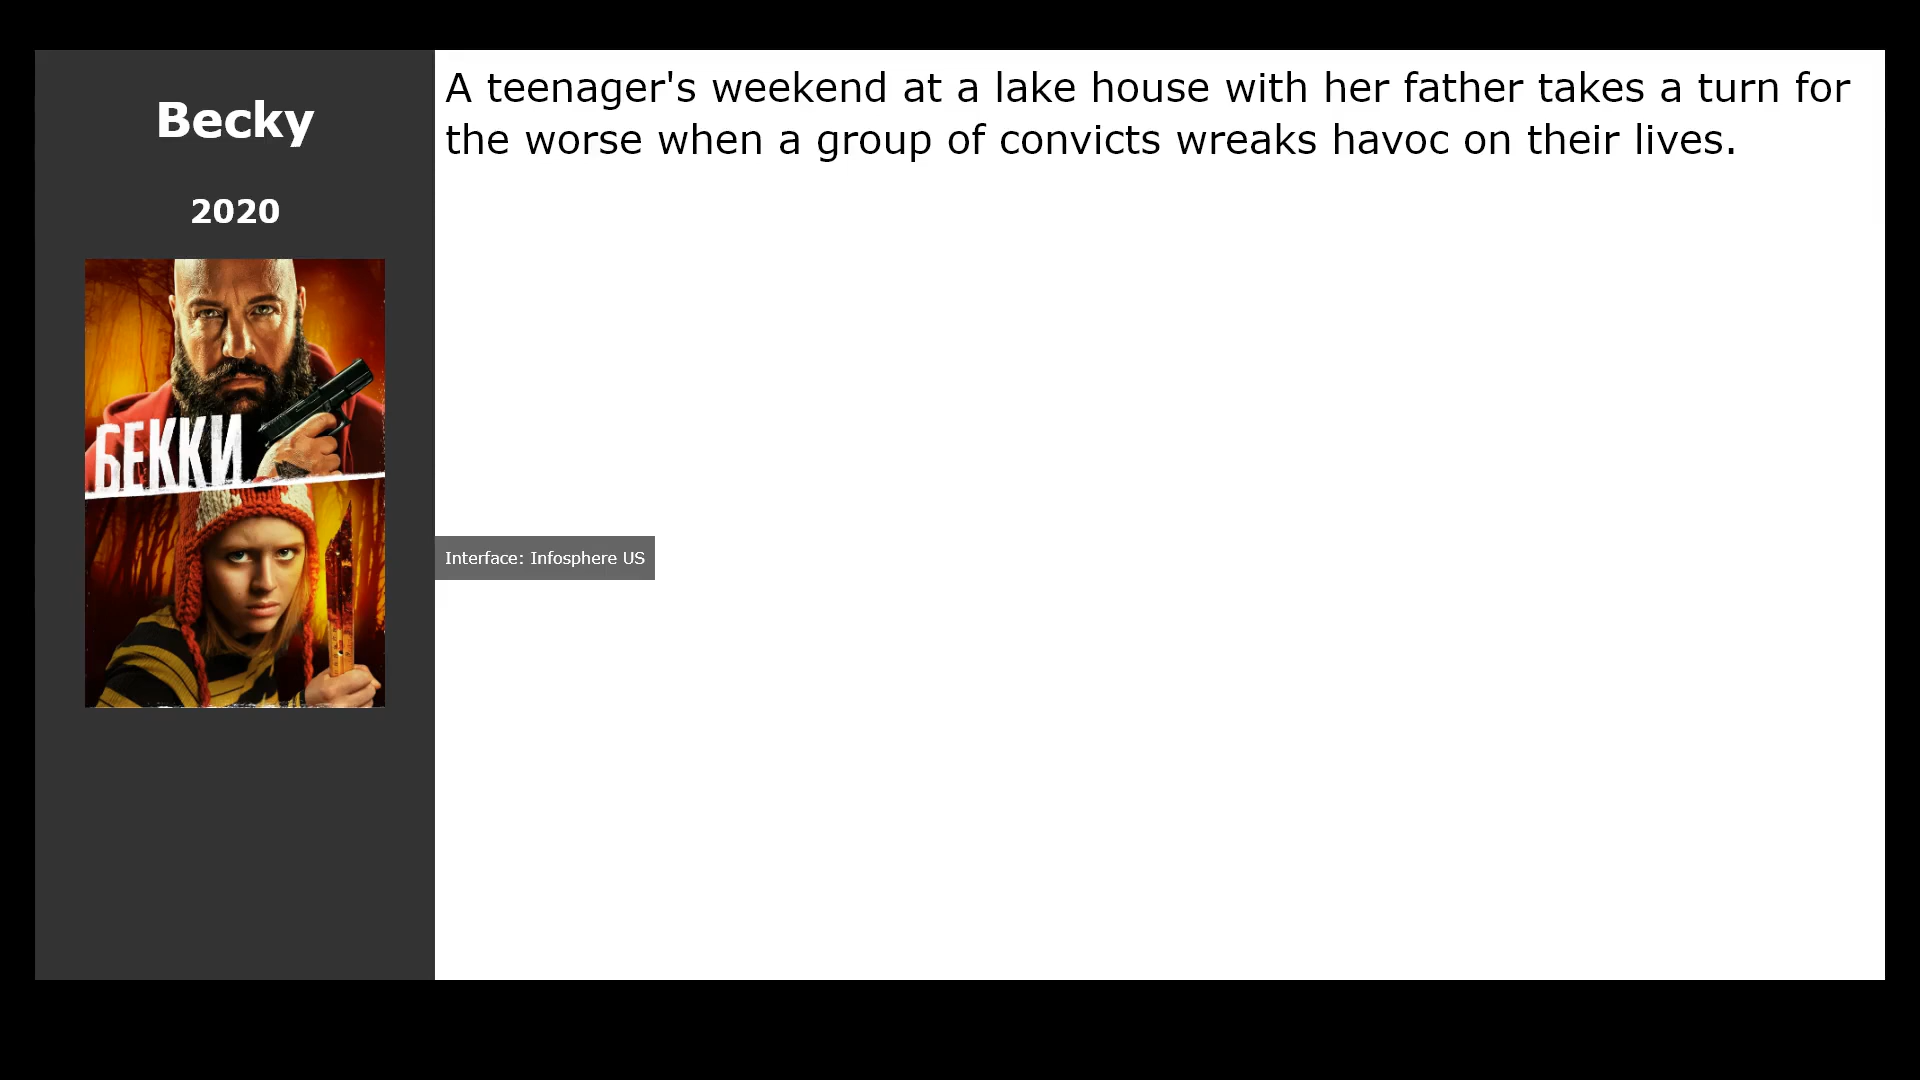 Becky
2020
БЕККИ
A teenager's weekend at a lake house with her father takes a turn for
the worse when a group of convicts wreaks havoc on their lives.
Interface: Infosphere US